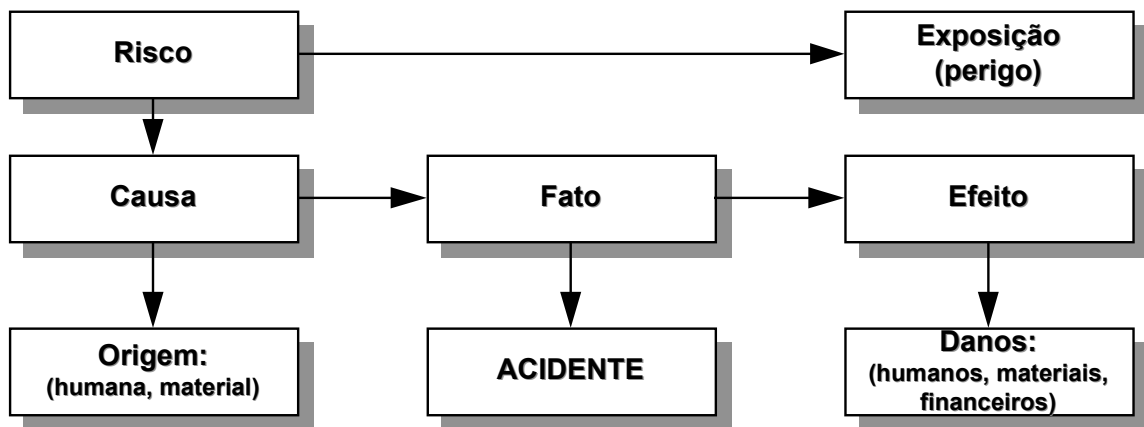 Risco
Exposição
(perigo)
Causa
Fato
Efeito
Origem:
(humana, material)
ACIDENTE
Danos:
(humanos, materiais,
financeiros)